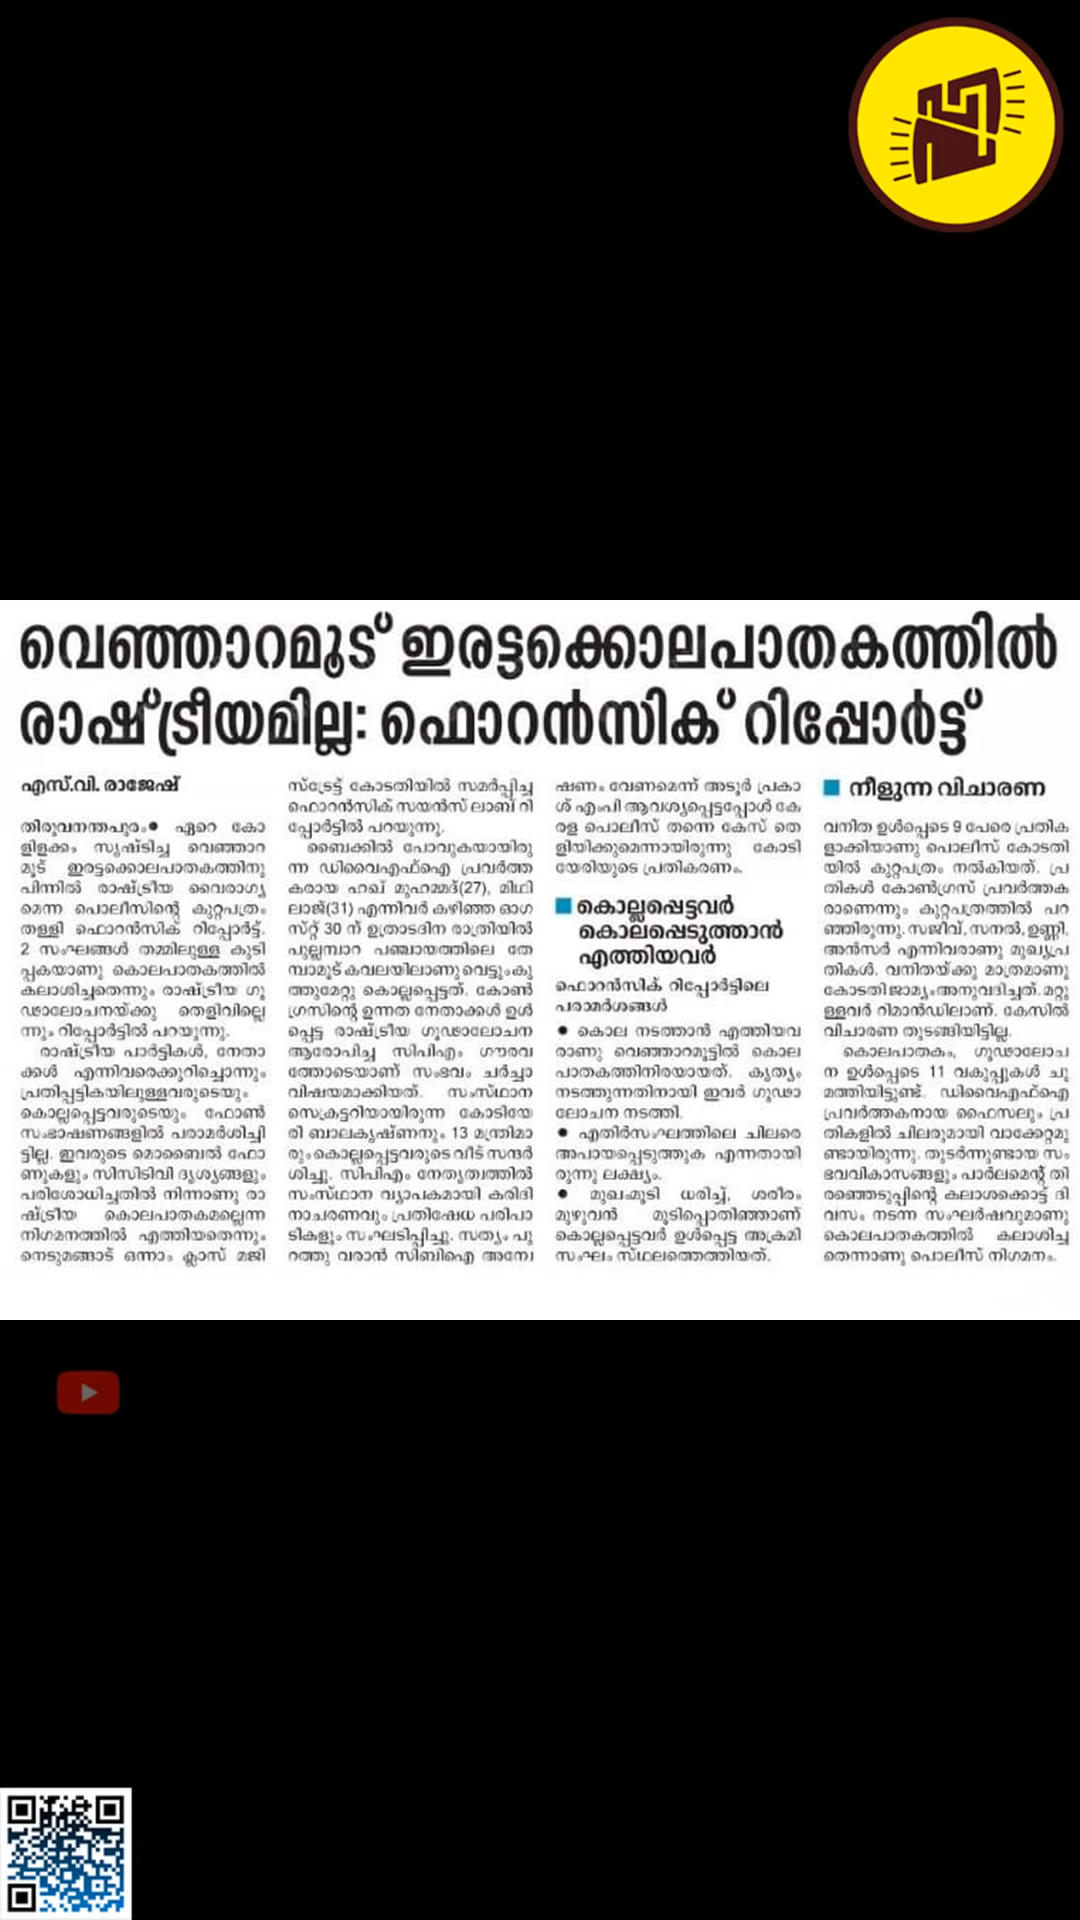 വെഞ്ഞാറമൂട് ഇരട്ടക്കൊലപാതകത്തിൽ
രാഷ്ട്രീയമില്ല: ഫൊറൻസിക് റിപ്പോർട്ട്
എസ്.വി. രാജേഷ്
തിരുവനന്തപുരം● ഏറെ കോ
ളിളക്കം സൃഷ്ടിച്ച വെഞ്ഞാറ
മൂട് ഇരട്ടക്കൊലപാതകത്തിനു
പിന്നിൽ രാഷ്ട്രീയ വൈരാഗ്യ
മെന്ന പൊലീസിന്റെ കുറ്റപത്രം
തള്ളി ഫൊറൻസിക് റിപ്പോർട്ട്.
2 സംഘങ്ങൾ തമ്മിലുള്ള കുടി
പ്പകയാണു കൊലപാതകത്തിൽ
കലാശിച്ചതെന്നും രാഷ്ട്രീയ ഗൂ
ഢാലോചനയ്ക്കു തെളിവില്ലെ
ന്നും റിപ്പോർട്ടിൽ പറയുന്നു.
രാഷ്ട്രീയ പാർട്ടികൾ, നേതാ
ക്കൾ എന്നിവരെക്കുറിച്ചൊന്നും
പ്രതിപ്പട്ടികയിലുള്ളവരുടെയും
കൊല്ലപ്പെട്ടവരുടെയും ഫോൺ
സംഭാഷണങ്ങളിൽ പരാമർശിച്ചി
ട്ടില്ല. ഇവരുടെ മൊബൈൽ ഫോ
ണുകളും സിസിടിവി ദൃശ്യങ്ങളും
പരിശോധിച്ചതിൽ നിന്നാണു രാ
ഷ്ട്രീയ കൊലപാതകമല്ലെന്ന
നിഗമനത്തിൽ എത്തിയതെന്നും
നെടുമങ്ങാട് ഒന്നാം ക്ലാസ് മജി
സ്ട്രേട്ട് കോടതിയിൽ സമർപ്പിച്ച
ഫൊറൻസിക് സയൻസ് ലാബ് റി
പ്പോർട്ടിൽ പറയുന്നു.
ബൈക്കിൽ പോവുകയായിരു
ന്ന ഡിവൈഎഫ്ഐ പ്രവർത്ത
കരായ ഹഖ് മുഹമ്മദ്(27), മിഥി
ലാജ്(31) എന്നിവർ കഴിഞ്ഞ ഓഗ
സ്റ്റ് 30 ന് ഉത്രാടദിന രാത്രിയിൽ
പുല്ലമ്പാറ പഞ്ചായത്തിലെ തേ
മ്പാമൂട് കവലയിലാണു വെട്ടും കു
ത്തുമേറ്റു കൊല്ലപ്പെട്ടത്. കോൺ
ഗ്രസിന്റെ ഉന്നത നേതാക്കൾ ഉൾ
പ്പെട്ട രാഷ്ട്രീയ ഗൂഢാലോചന
ആരോപിച്ച സിപിഎം ഗൗരവ
ത്തോടെയാണ് സംഭവം ചർച്ചാ
വിഷയമാക്കിയത്. സംസ്ഥാന
സെക്രട്ടറിയായിരുന്ന കോടിയേ
രി ബാലകൃഷ്ണനും 13 മന്ത്രിമാ
രും കൊല്ലപ്പെട്ടവരുടെ വീട് സന്ദർ
ശിച്ചു. സിപിഎം നേതൃത്വത്തിൽ
സംസ്ഥാന വ്യാപകമായി കരിദി
നാചരണവും പ്രതിഷേധ പരിപാ
ടികളും സംഘടിപ്പിച്ചു. സത്യം പു
റത്തു വരാൻ സിബിഐ അന്വേ
ഷണം വേണമെന്ന് അടൂർ പ്രകാ
ശ് എംപി ആവശ്യപ്പെട്ടപ്പോൾ കേ
രള പൊലീസ് തന്നെ കേസ് തെ
ളിയിക്കുമെന്നായിരുന്നു കോടി
യേരിയുടെ പ്രതികരണം.
കൊല്ലപ്പെട്ടവർ
കൊലപ്പെടുത്താൻ
എത്തിയവർ
ഫൊറൻസിക് റിപ്പോർട്ടിലെ
പരാമർശങ്ങൾ
● കൊല നടത്താൻ എത്തിയവ
രാണു വെഞ്ഞാറമൂട്ടിൽ കൊല
പാതകത്തിനിരയായത്. കൃത്യം
നടത്തുന്നതിനായി ഇവർ ഗൂഢാ
ലോചന നടത്തി.
● എതിർസംഘത്തിലെ ചിലരെ
അപായപ്പെടുത്തുക എന്നതായി
രുന്നു ലക്ഷ്യം.
● മുഖംമൂടി ധരിച്ച്, ശരീരം
മുഴുവൻ മൂടിപ്പൊതിഞ്ഞാണ്
കൊല്ലപ്പെട്ടവർ ഉൾപ്പെട്ട അക്രമി
സംഘം സ്ഥലത്തെത്തിയത്.
നീളുന്ന വിചാരണ
വനിത ഉൾപ്പെടെ 9 പേരെ പ്രതിക
ളാക്കിയാണു പൊലീസ് കോടതി
യിൽ കുറ്റപത്രം നൽകിയത്. പ്ര
തികൾ കോൺഗ്രസ് പ്രവർത്തക
രാണെന്നും കുറ്റപത്രത്തിൽ പറ
ഞ്ഞിരുന്നു. സജീവ്, സനൽ, ഉണ്ണി,
അൻസർ എന്നിവരാണു മുഖ്യപ്ര
തികൾ. വനിതയ്ക്കു മാത്രമാണു
കോടതി ജാമ്യം അനുവദിച്ചത്. മറ്റു
ള്ളവർ റിമാൻഡിലാണ്. കേസിൽ
വിചാരണ തുടങ്ങിയിട്ടില്ല.
കൊലപാതകം, ഗൂഢാലോച
ന ഉൾപ്പെടെ 11 വകുപ്പുകൾ ചു
മത്തിയിട്ടുണ്ട്. ഡിവൈഎഫ്ഐ
പ്രവർത്തകനായ ഫൈസലും പ്ര
തികളിൽ ചിലരുമായി വാക്കേറ്റമു
ണ്ടായിരുന്നു. തുടർന്നുണ്ടായ സം
ഭവവികാസങ്ങളും പാർലമെന്റ് തി
രഞ്ഞെടുപ്പിന്റെ കലാശക്കൊട്ട് ദി
വസം നടന്ന സംഘർഷവുമാണു
കൊലപാതകത്തിൽ കലാശിച്ച
തെന്നാണു പൊലീസ് നിഗമനം.